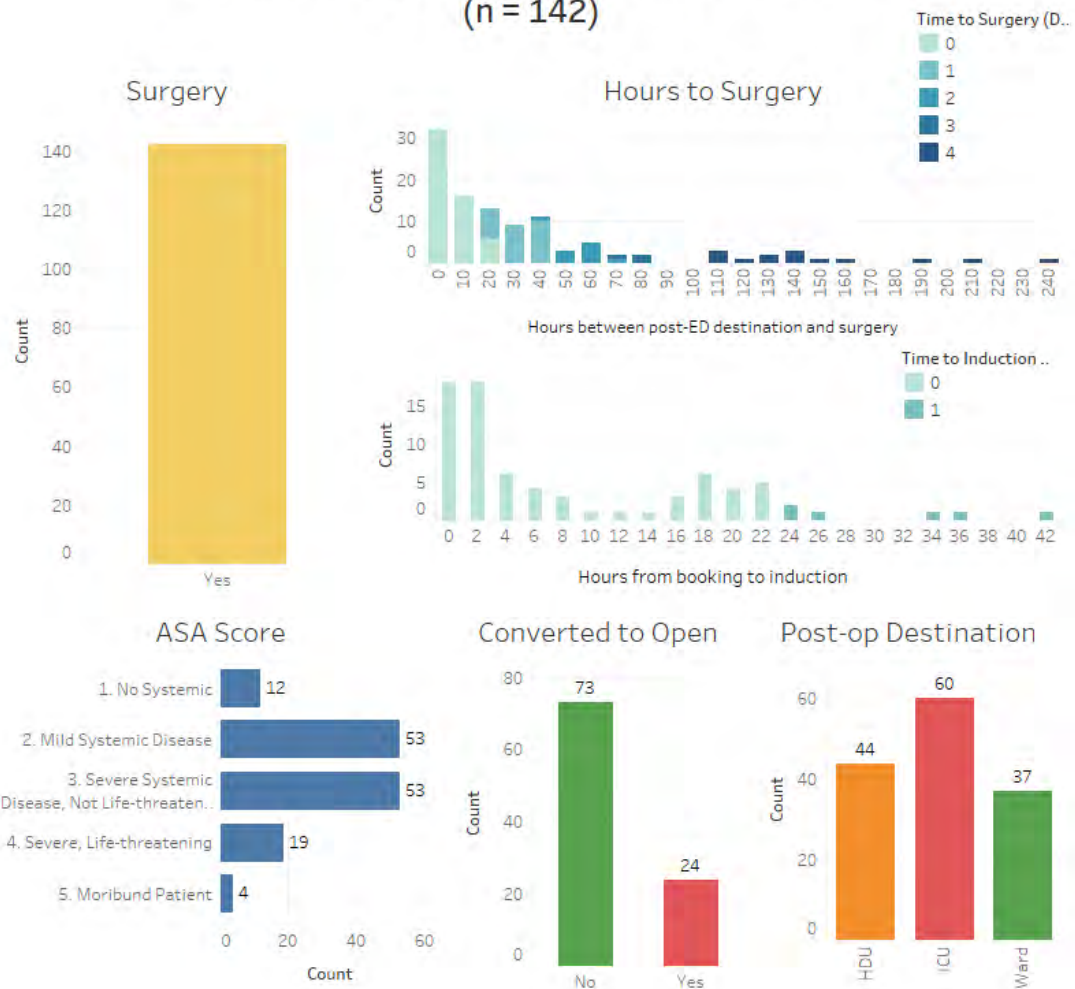 (n = 142)
Time to Surgery (D..
0
1
2
3
4
Surgery
Count
140
120
100
80
60
40
20
0
Yes
Hours to Surgery
Count
30
20
10
0
0 10 20 30 40 50 60 70 80 90 100 110 120 130 140 150 160 170 180 190 200 210 220 230 240
Hours between post-ED destination and surgery
Time to Induction ..
0
1
Count
15
10
5
0
0 2 4 6 8 10 12 14 16 18 20 22 24 26 28 30 32 34 36 38 40 42
Hours from booking to induction
ASA Score
1. No Systemic 12
2. Mild Systemic Disease 53
3. Severe Systemic
Disease, Not Life-threaten.. 53
4. Severe, Life-threatening 19
5. Moribund Patient 4
0 20 40 60
Count
Converted to Open
Count
80
60
40
20
0
73
24
No Yes
Post-op Destination
Count
60
40
20
0
44
60
37
HDU ICU Ward